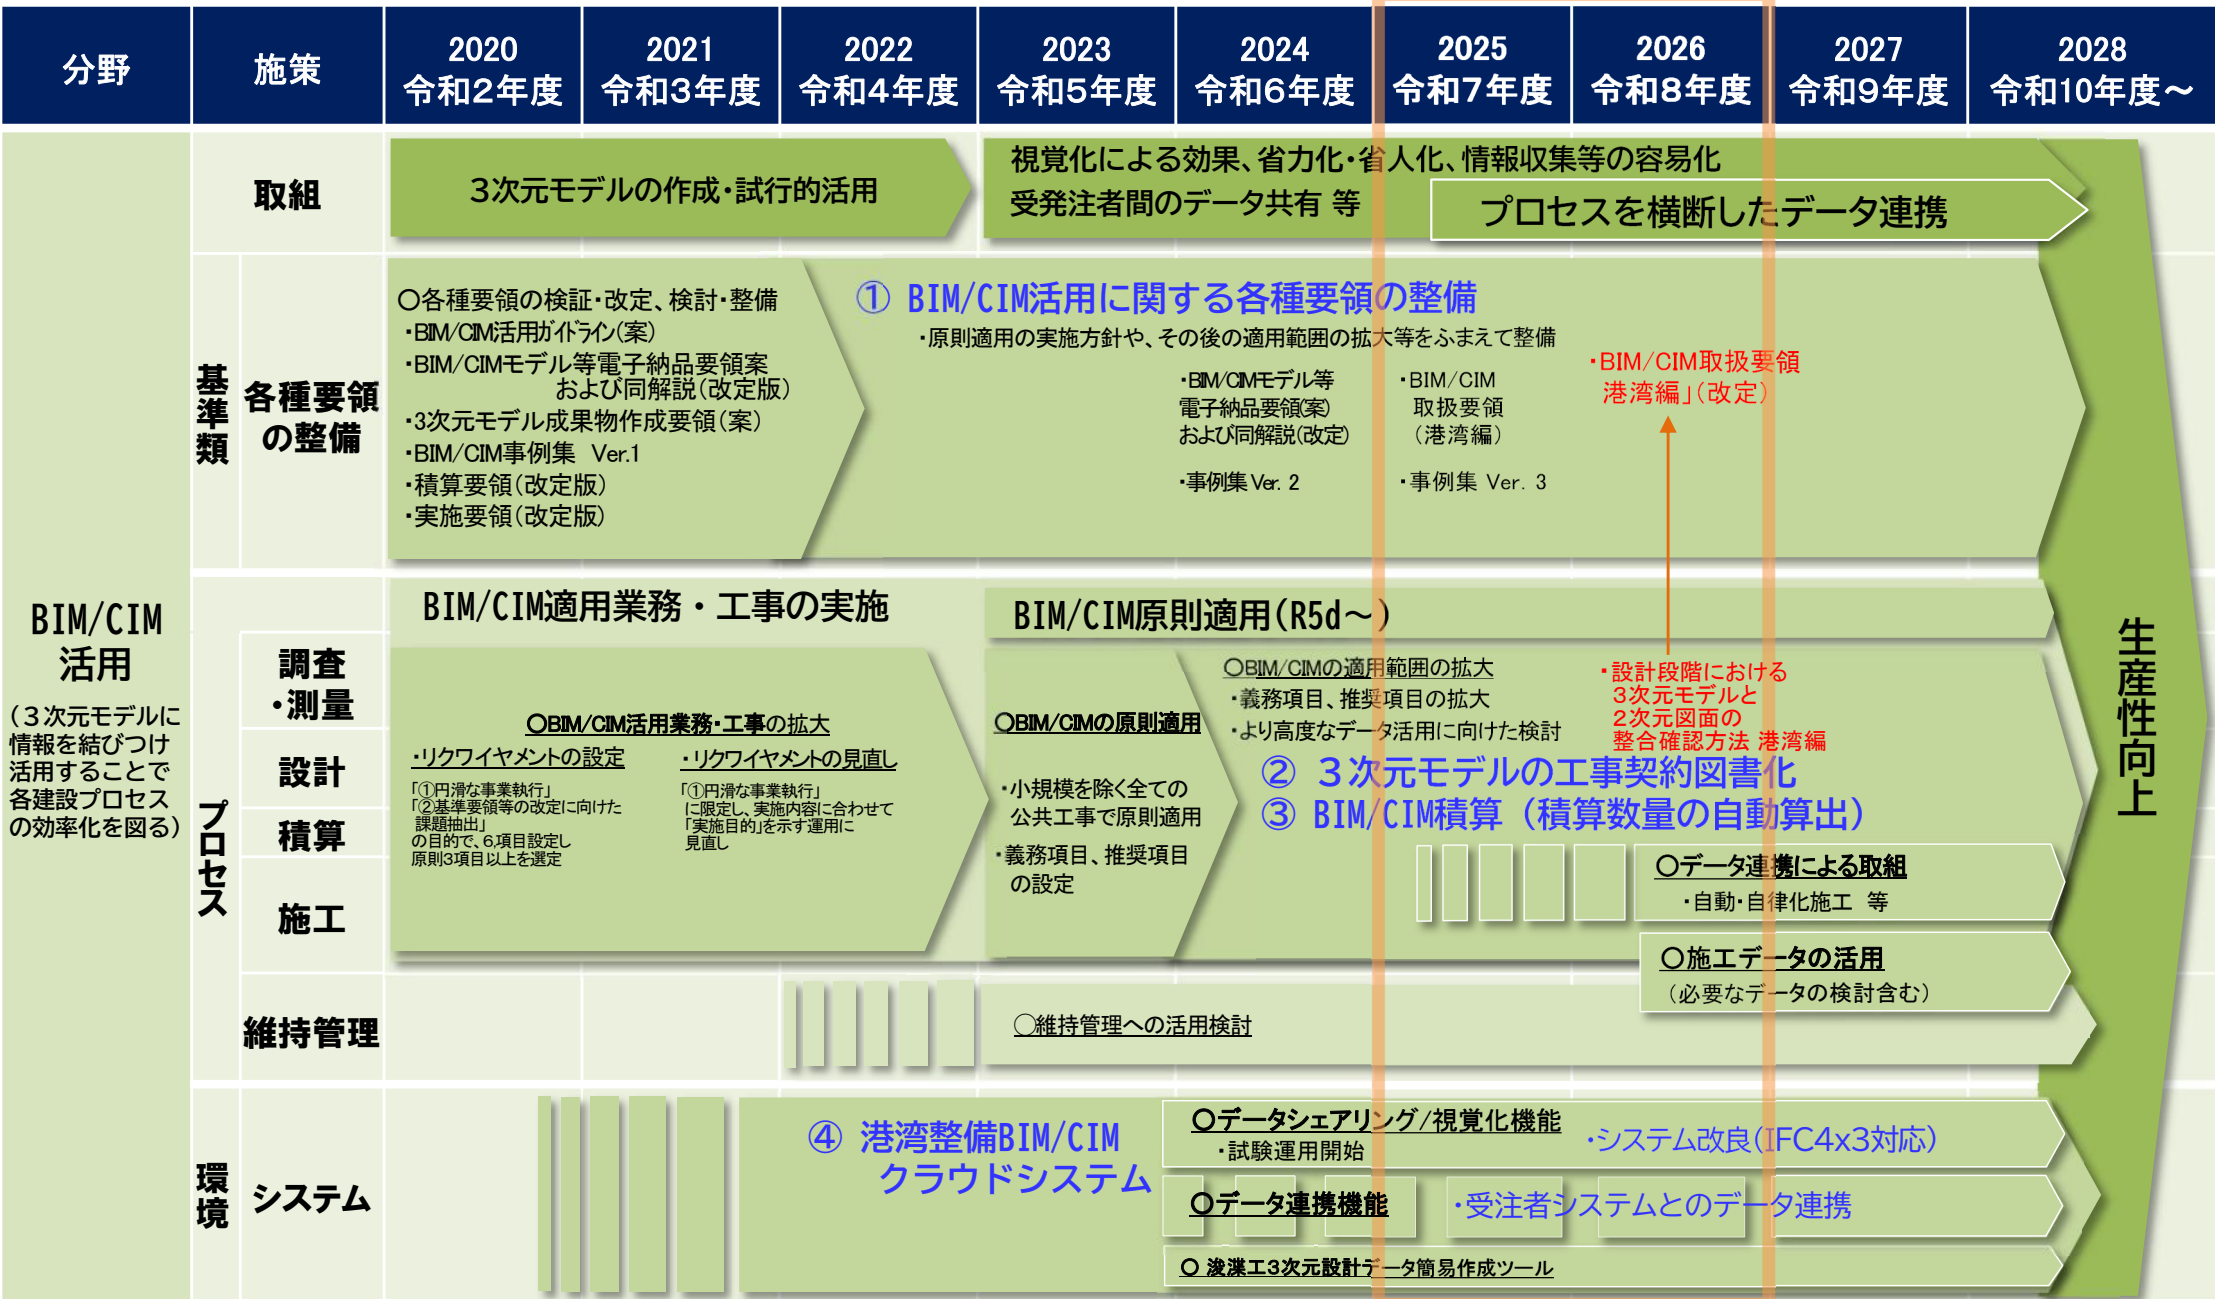 分野
施策
2020
令和2年度
2021
令和3年度
2022
令和4年度
2023
令和5年度
2024
令和6年度
2025
令和7年度
2026
令和8年度
2027
令和9年度
2028
令和10年度～
BIM/CIM
活用
(３次元モデルに
情報を結びつけ
活用することで
各建設プロセス
の効率化を図る)
取組
3次元モデルの作成・試行的活用
視覚化による効果、省力化・省人化、情報収集等の容易化
受発注者間のデータ共有 等
プロセスを横断したデータ連携
基準類
各種要領
の整備
〇各種要領の検証・改定、検討・整備
・BIM/CIM活用ガイドライン(案)
・BIM/CIMモデル等電子納品要領案
および同解説(改定版)
・3次元モデル成果物作成要領(案)
・BIM/CIM事例集 Ver.1
・積算要領(改定版)
・実施要領(改定版)
① BIM/CIM活用に関する各種要領の整備
・原則適用の実施方針や、その後の適用範囲の拡大等をふまえて整備
・BIM/CIMモデル等
電子納品要領(案)
および同解説(改定)
・事例集 Ver. 2
・BIM/CIM
取扱要領
(港湾編)
・事例集 Ver. 3
・BIM/CIM取扱要領
港湾編」(改定)
プロセス
調査
・測量
設計
積算
施工
維持管理
BIM/CIM適用業務・工事の実施
BIM/CIM原則適用(R5d～)
〇BIM/CIM活用業務・工事の拡大
・リクワイヤメントの設定
「①円滑な事業執行」
「②基準要領等の改定に向けた
課題抽出」
の目的で、6項目設定し
原則3項目以上を選定
・リクワイヤメントの見直し
「①円滑な事業執行」
に限定し、実施内容に合わせて
「実施目的」を示す運用に
見直し
〇BIM/CIMの原則適用
・小規模を除く全ての
公共工事で原則適用
・義務項目、推奨項目
の設定
〇BIM/CIMの適用範囲の拡大
・義務項目、推奨項目の拡大
・より高度なデータ活用に向けた検討
・設計段階における
3次元モデルと
2次元図面の
整合確認方法 港湾編
② ３次元モデルの工事契約図書化
③ BIM/CIM積算（積算数量の自動算出）
〇データ連携による取組
・自動・自律化施工 等
〇施工データの活用
(必要なデータの検討含む)
〇維持管理への活用検討
生産性向上
環境
システム
④ 港湾整備BIM/CIM
クラウドシステム
〇データシェアリング/視覚化機能
・試験運用開始
・システム改良(IFC4x3対応)
〇データ連携機能
・受注者システムとのデータ連携
〇 浚渫工3次元設計データ簡易作成ツール